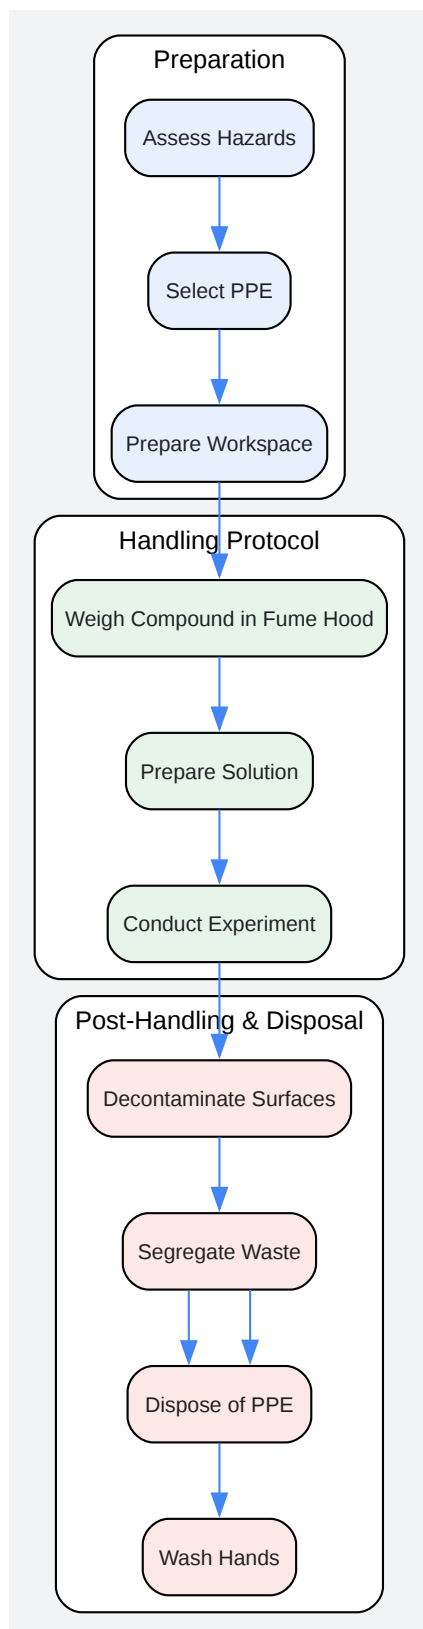 Preparation
Assess Hazards
Select PPE
Prepare Workspace
Handling Protocol
Weigh Compound in Fume Hood
Prepare Solution
Conduct Experiment
Post-Handling & Disposal
Decontaminate Surfaces
Segregate Waste
Dispose of PPE
Wash Hands